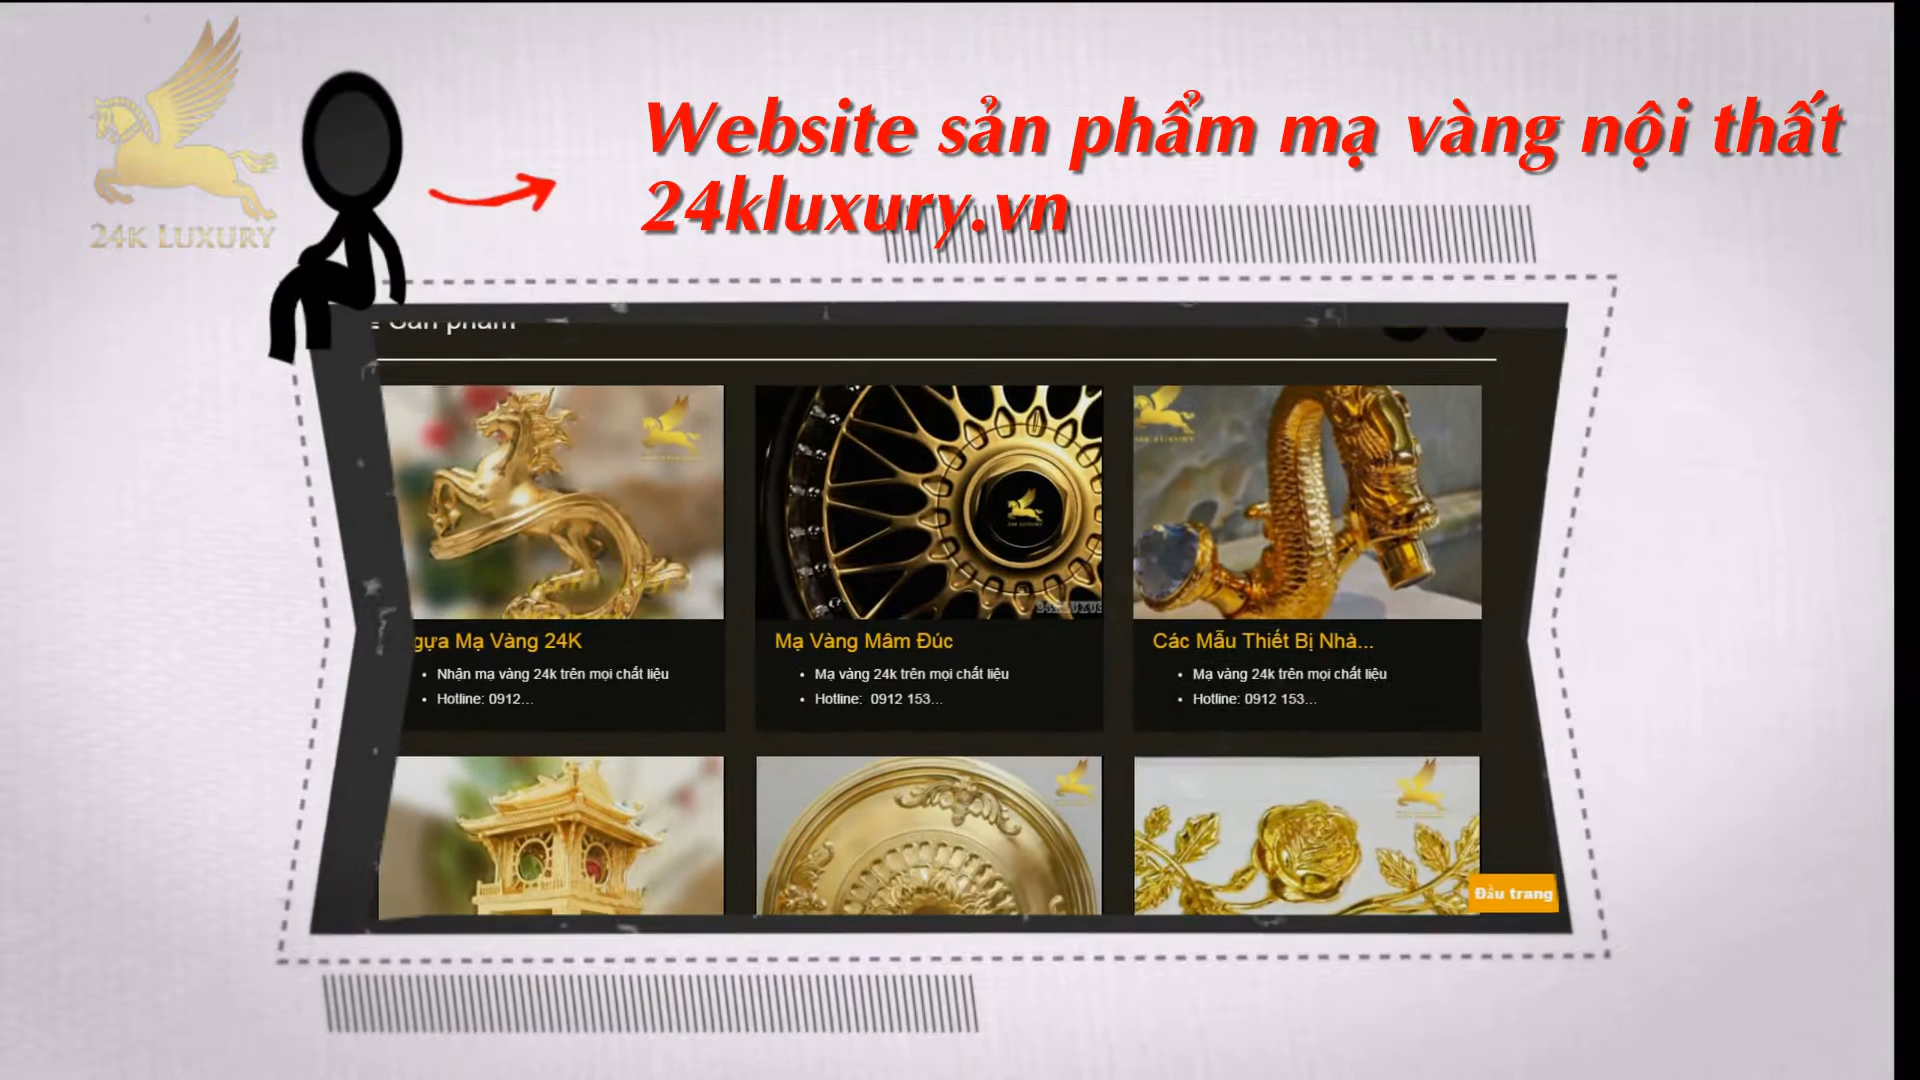 24K LUXURY
Website sản phẩm mạ vàng nội thất
24kluxury.vn
Sản phẩm
gựa Mạ Vàng 24K
• Nhận mạ vàng 24k trên mọi chất liệu
• Hotline: 0912...
Mạ Vàng Mâm Đúc
• Mạ vàng 24k trên mọi chất liệu
• Hotline: 0912 153...
Các Mẫu Thiết Bị Nhà...
• Mạ vàng 24k trên mọi chất liệu
• Hotline: 0912 153...
Đầu trang